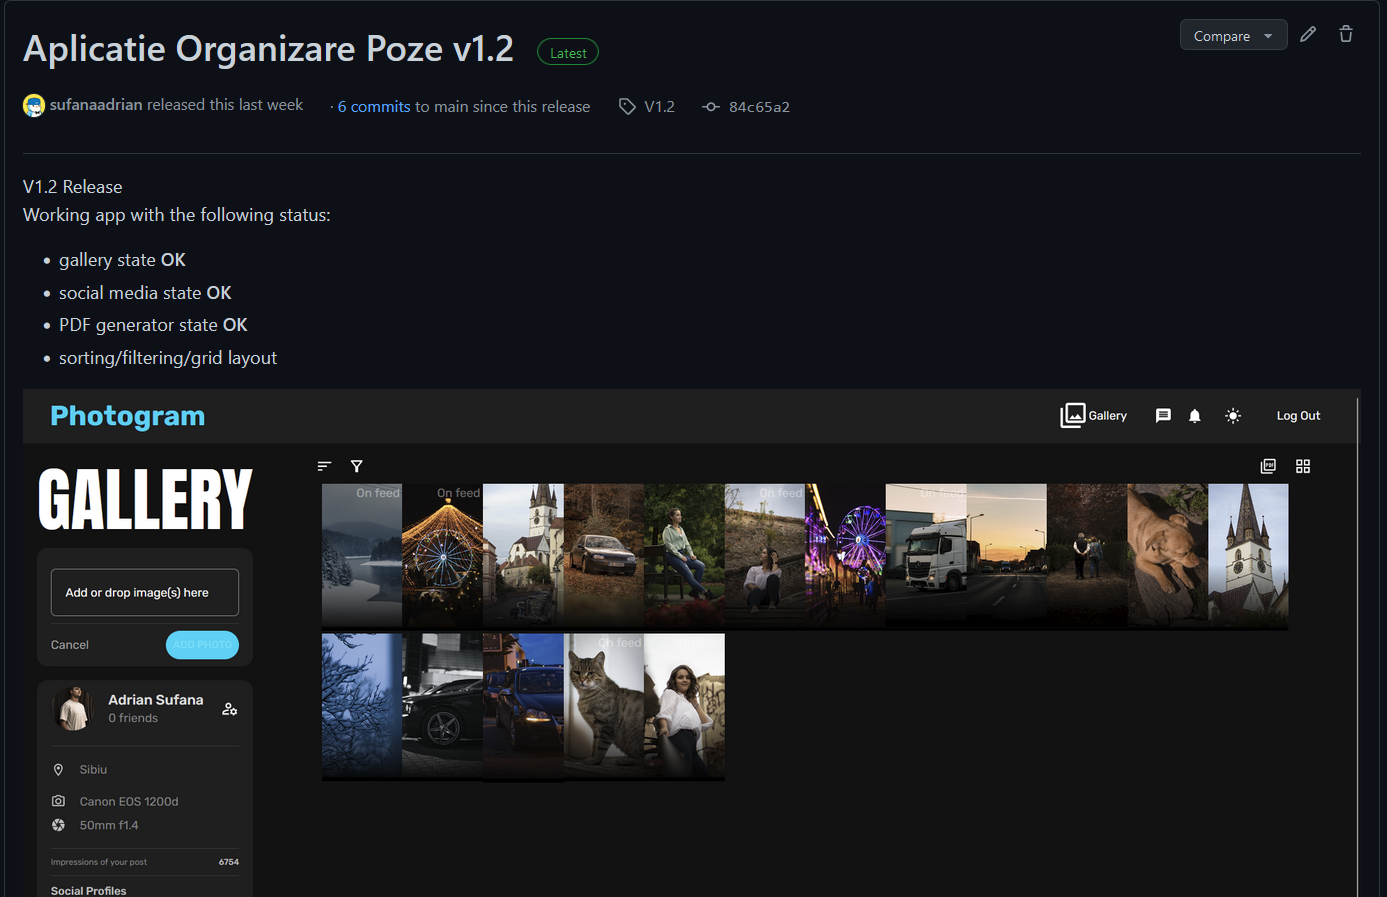 Aplicatie Organizare Poze v1.2 Latest Compare
sufanaadrian released this last week · 6 commits to main since this release V1.2 84c65a2
V1.2 Release
Working app with the following status:
• gallery state OK
• social media state OK
• PDF generator state OK
• sorting/filtering/grid layout
Photogram Gallery Log Out
GALLERY
PDF
On feed On feed On feed On feed
Add or drop image(s) here
Cancel ADD PHOTO
On feed
Adrian Sufana
0 friends
Sibiu
Canon EOS 1200d
50mm f1.4
Impressions of your post 6754
Social Profiles